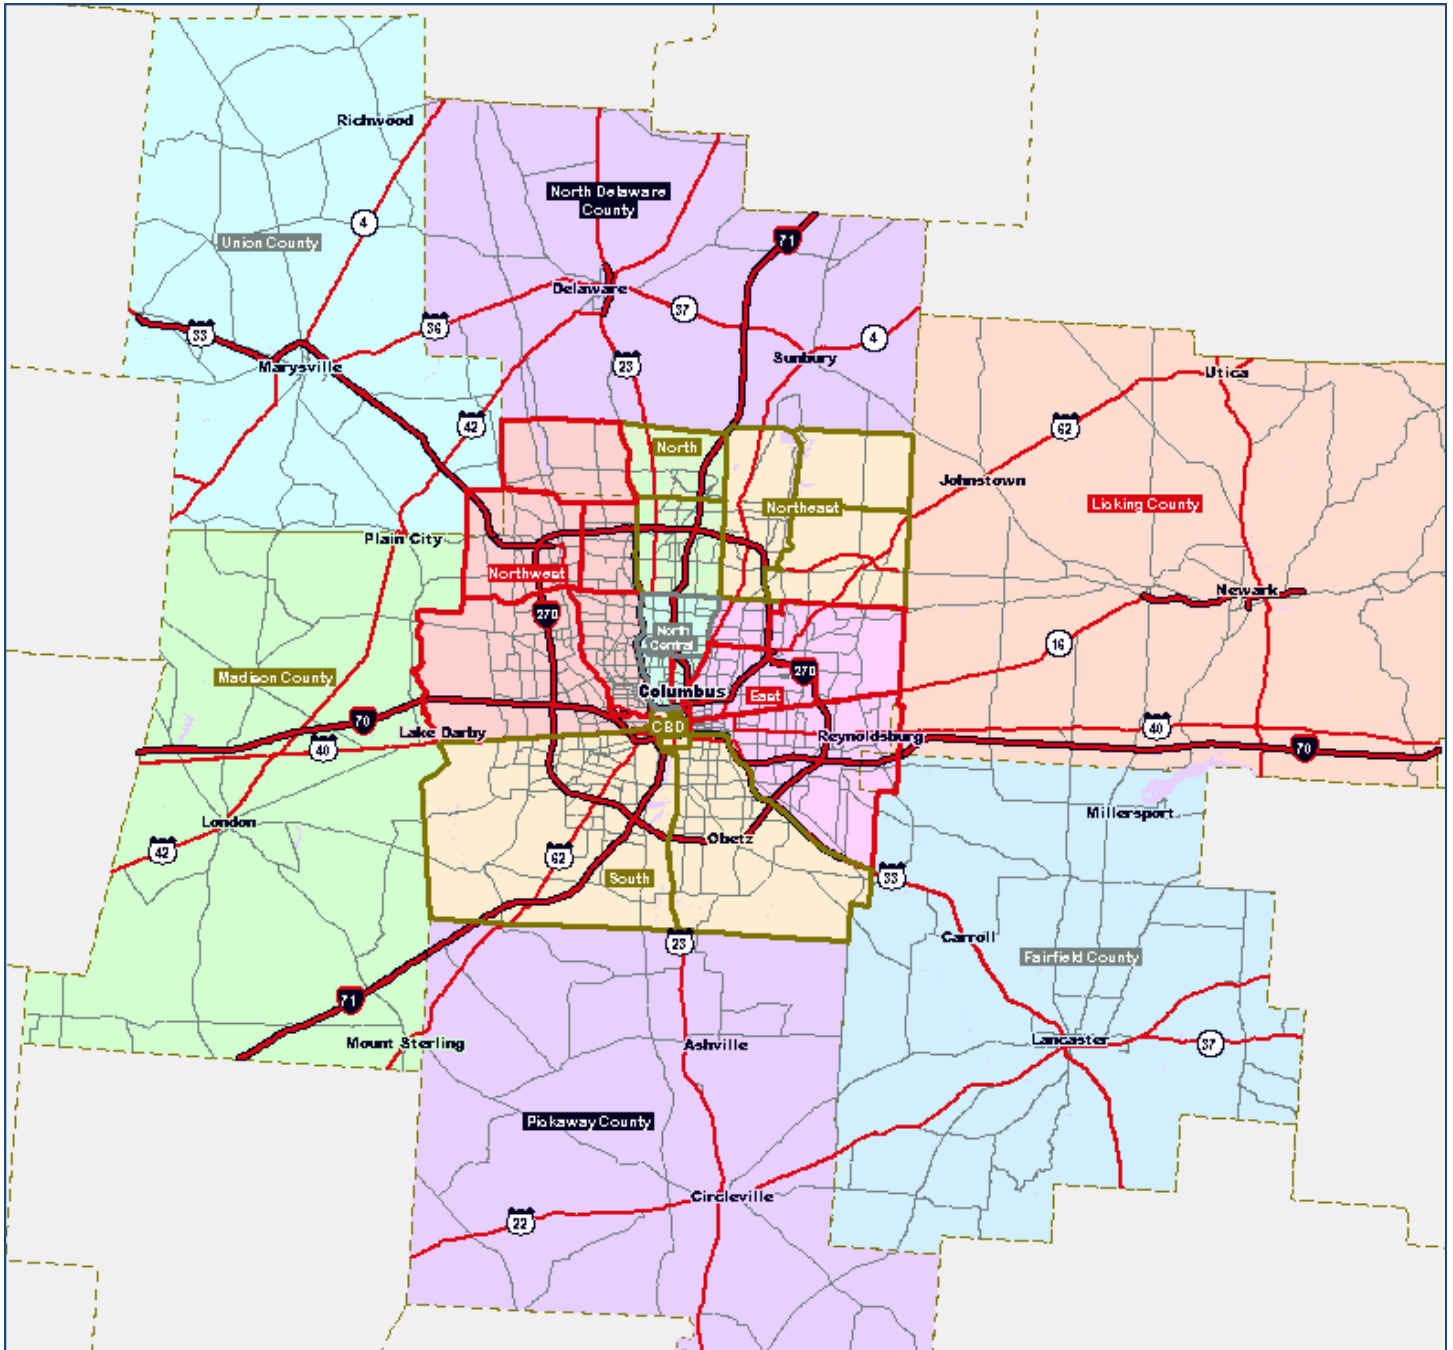 Richwood
North Delaware
County
4
Union County
71
Delaware
37
36
33
4
Sunbury
Marysville
23
Utica
42
62
North
Johnstown
Licking County
Northeast
Plain City
Northwest
Newark
270
North
Central
16
270
Madison County
Columbus
East
70
CBD
40
Lake Darby
Reynoldsburg
40
70
Millersport
London
Obetz
42
62
33
South
Carroll
23
Fairfield County
71
Mount Sterling
Ashville
Lancaster
37
Pickaway County
Circleville
22